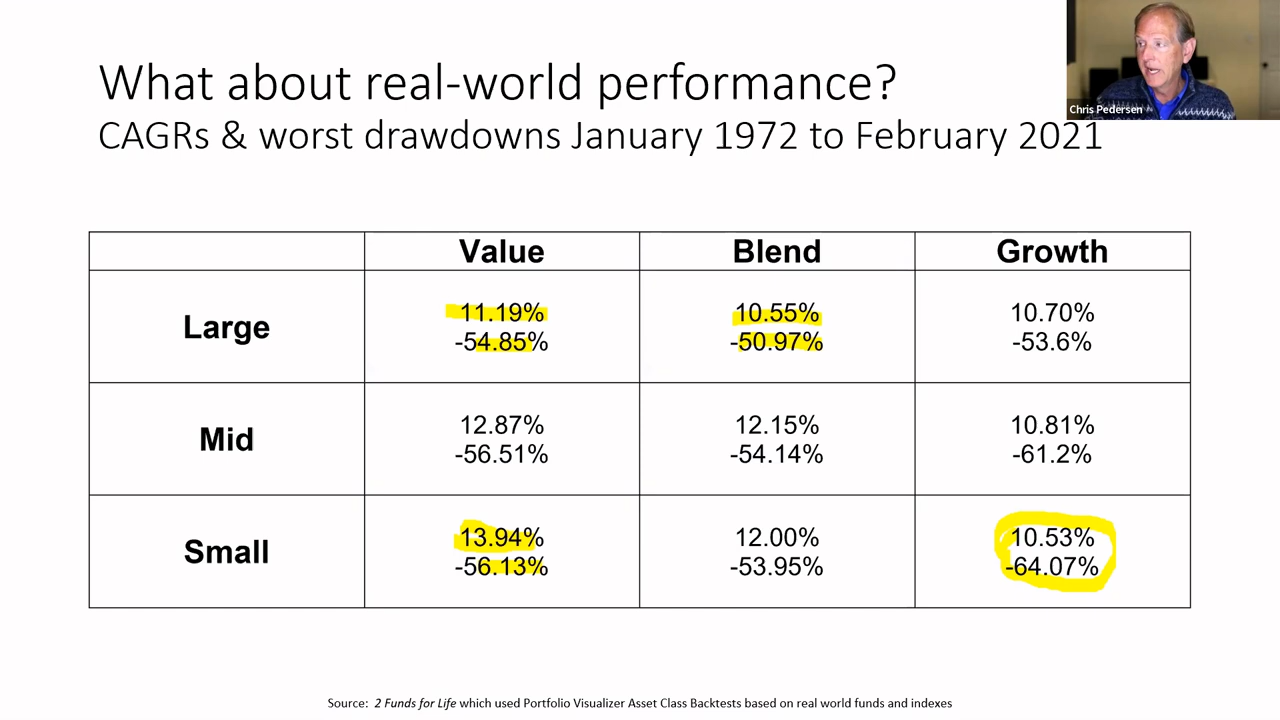 What about real-world performance?
CAGRs & worst drawdowns January 1972 to February 2021
Chris Pedersen
Value Blend Growth
Large
11.19% 10.55% 10.70%
-54.85% -50.97% -53.6%
Mid
12.87% 12.15% 10.81%
-56.51% -54.14% -61.2%
Small
13.94% 12.00% 10.53%
-56.13% -53.95% -64.07%
Source: 2 Funds for Life which used Portfolio Visualizer Asset Class Backtests based on real world funds and indexes